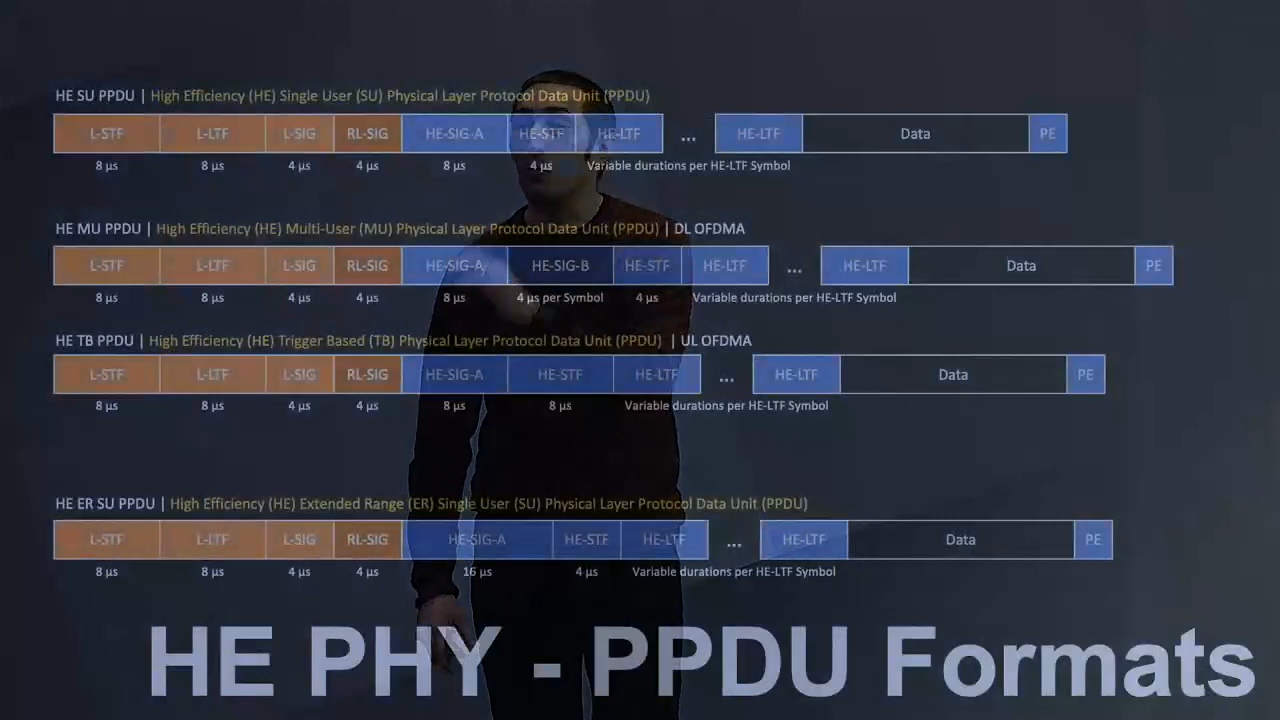 HE SU PPDU | High Efficiency (HE) Single User (SU) Physical Layer Protocol Data Unit (PPDU)
L-STF L-LTF L-SIG RL-SIG HE-SIG-A HE-STF HE-LTF ... HE-LTF Data PE
8 µs 8 µs 4 µs 4 µs 8 µs 4 µs Variable durations per HE-LTF Symbol
HE MU PPDU | High Efficiency (HE) Multi-User (MU) Physical Layer Protocol Data Unit (PPDU) | DL OFDMA
L-STF L-LTF L-SIG RL-SIG HE-SIG-A HE-SIG-B HE-STF HE-LTF ... HE-LTF Data PE
8 µs 8 µs 4 µs 4 µs 8 µs 4 µs per Symbol 4 µs Variable durations per HE-LTF Symbol
HE TB PPDU | High Efficiency (HE) Trigger Based (TB) Physical Layer Protocol Data Unit (PPDU) | UL OFDMA
L-STF L-LTF L-SIG RL-SIG HE-SIG-A HE-STF HE-LTF ... HE-LTF Data PE
8 µs 8 µs 4 µs 4 µs 8 µs 8 µs Variable durations per HE-LTF Symbol
HE ER SU PPDU | High Efficiency (HE) Extended Range (ER) Single User (SU) Physical Layer Protocol Data Unit (PPDU)
L-STF L-LTF L-SIG RL-SIG HE-SIG-A HE-STF HE-LTF ... HE-LTF Data PE
8 µs 8 µs 4 µs 4 µs 16 µs 4 µs Variable durations per HE-LTF Symbol
HE PHY - PPDU Formats